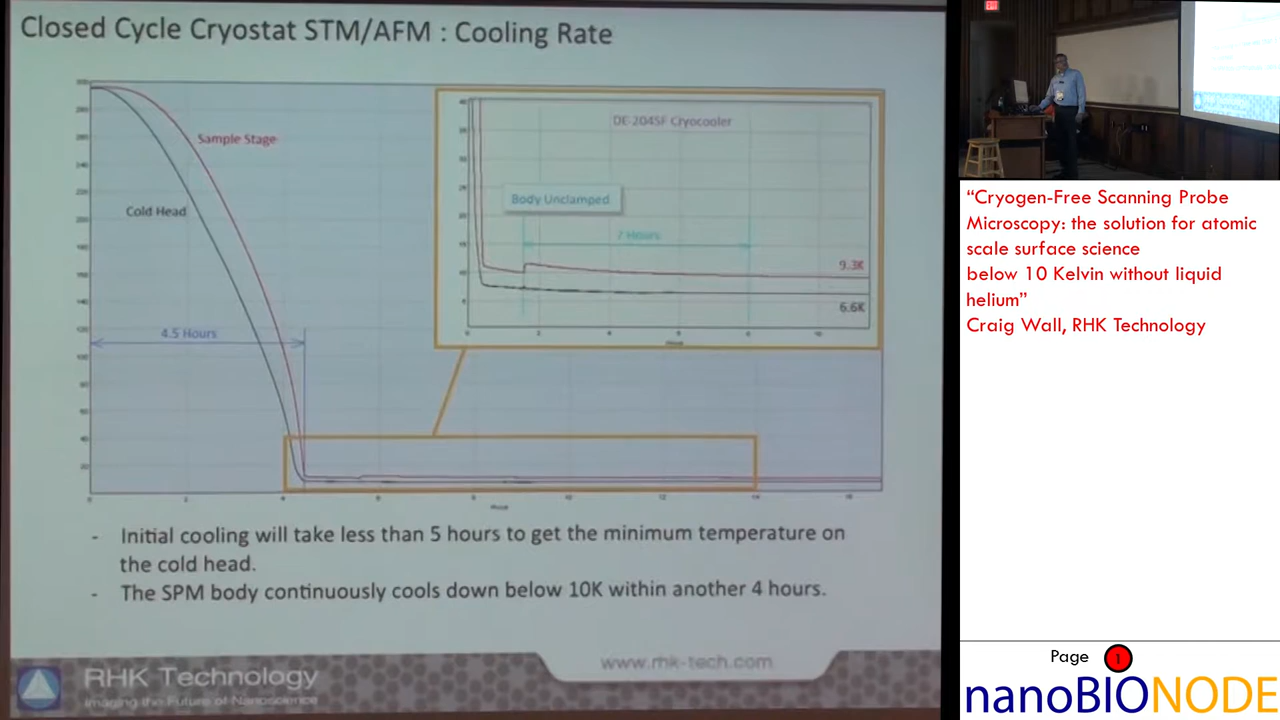 Closed Cycle Cryostat STM/AFM : Cooling Rate
Sample Stage
Cold Head
4.5 Hours
DE-204SF Cryocooler
Body Unclamped
7 Hours
9.3K
6.6K
- Initial cooling will take less than 5 hours to get the minimum temperature on
the cold head.
- The SPM body continuously cools down below 10K within another 4 hours.
RHK Technology
Imaging the Future of Nanoscience
www.rhk-tech.com
“Cryogen-Free Scanning Probe
Microscopy: the solution for atomic
scale surface science
below 10 Kelvin without liquid
helium”
Craig Wall, RHK Technology
Page 1
nanoBIONODE